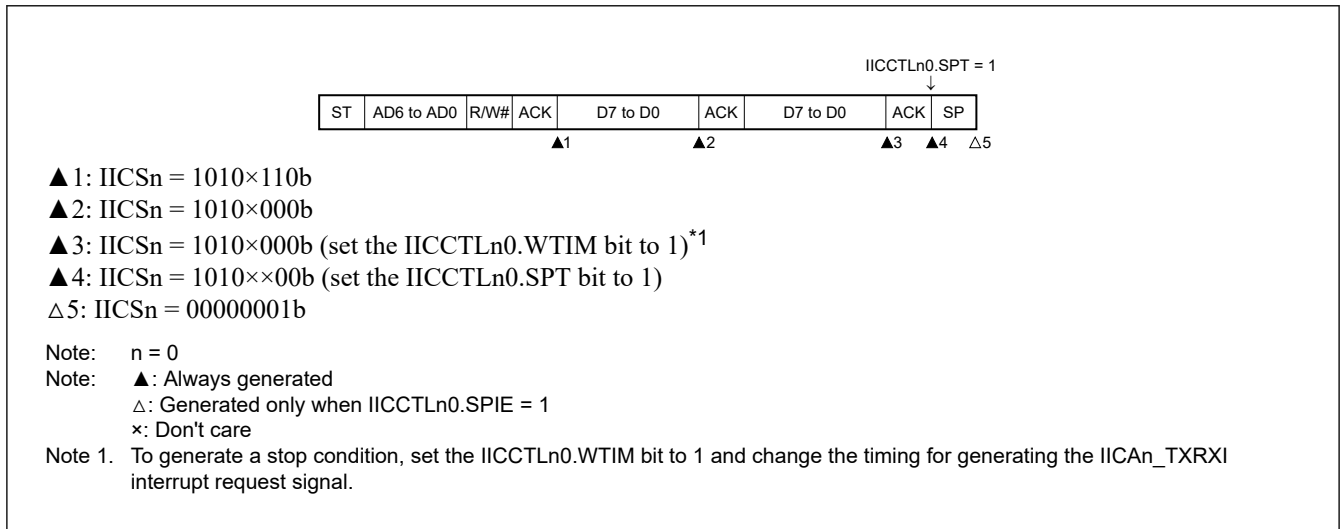 IICCTLn0.SPT = 1
↓
ST AD6 to AD0 R/W# ACK D7 to D0 ACK D7 to D0 ACK SP
▲1 ▲2 ▲3 ▲4 △5
▲1: IICSn = 1010×110b
▲2: IICSn = 1010×000b
▲3: IICSn = 1010×000b (set the IICCTLn0.WTIM bit to 1)*1
▲4: IICSn = 1010××00b (set the IICCTLn0.SPT bit to 1)
△5: IICSn = 00000001b
Note: n = 0
Note: ▲: Always generated
△: Generated only when IICCTLn0.SPIE = 1
×: Don't care
Note 1. To generate a stop condition, set the IICCTLn0.WTIM bit to 1 and change the timing for generating the IICAn_TXRXI
interrupt request signal.